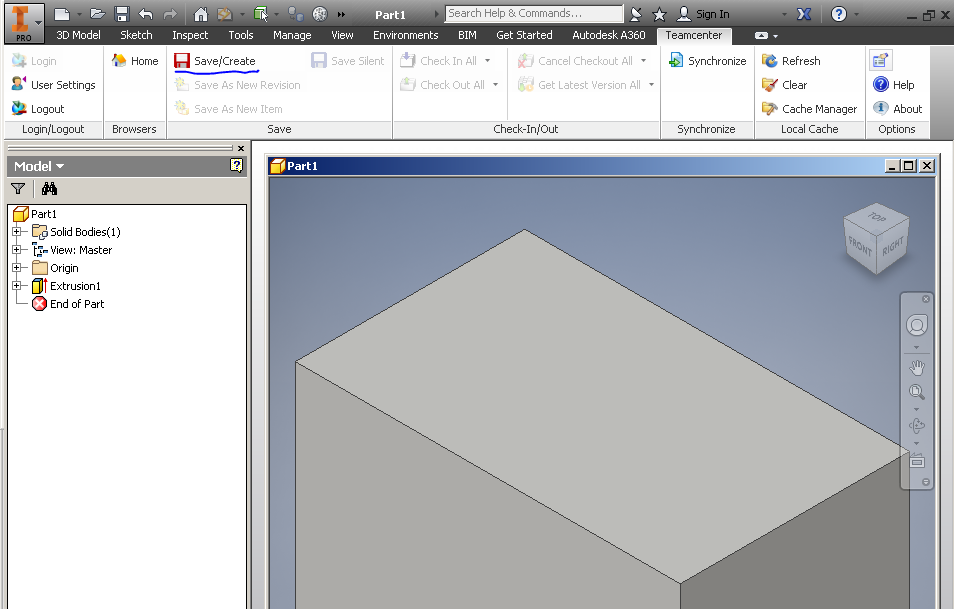 Part1 Search Help & Commands... Sign In
PRO 3D Model Sketch Inspect Tools Manage View Environments BIM Get Started Autodesk A360 Teamcenter
Login Home Save/Create Save Silent Check In All Cancel Checkout All Synchronize Refresh
User Settings Save As New Revision Check Out All Get Latest Version All Clear Help
Logout Save As New Item Cache Manager About
Login/Logout Browsers Save Check-In/Out Synchronize Local Cache Options
Model
Part1
Part1
Solid Bodies(1)
View: Master
Origin
Extrusion1
End of Part
TOP
FRONT RIGHT